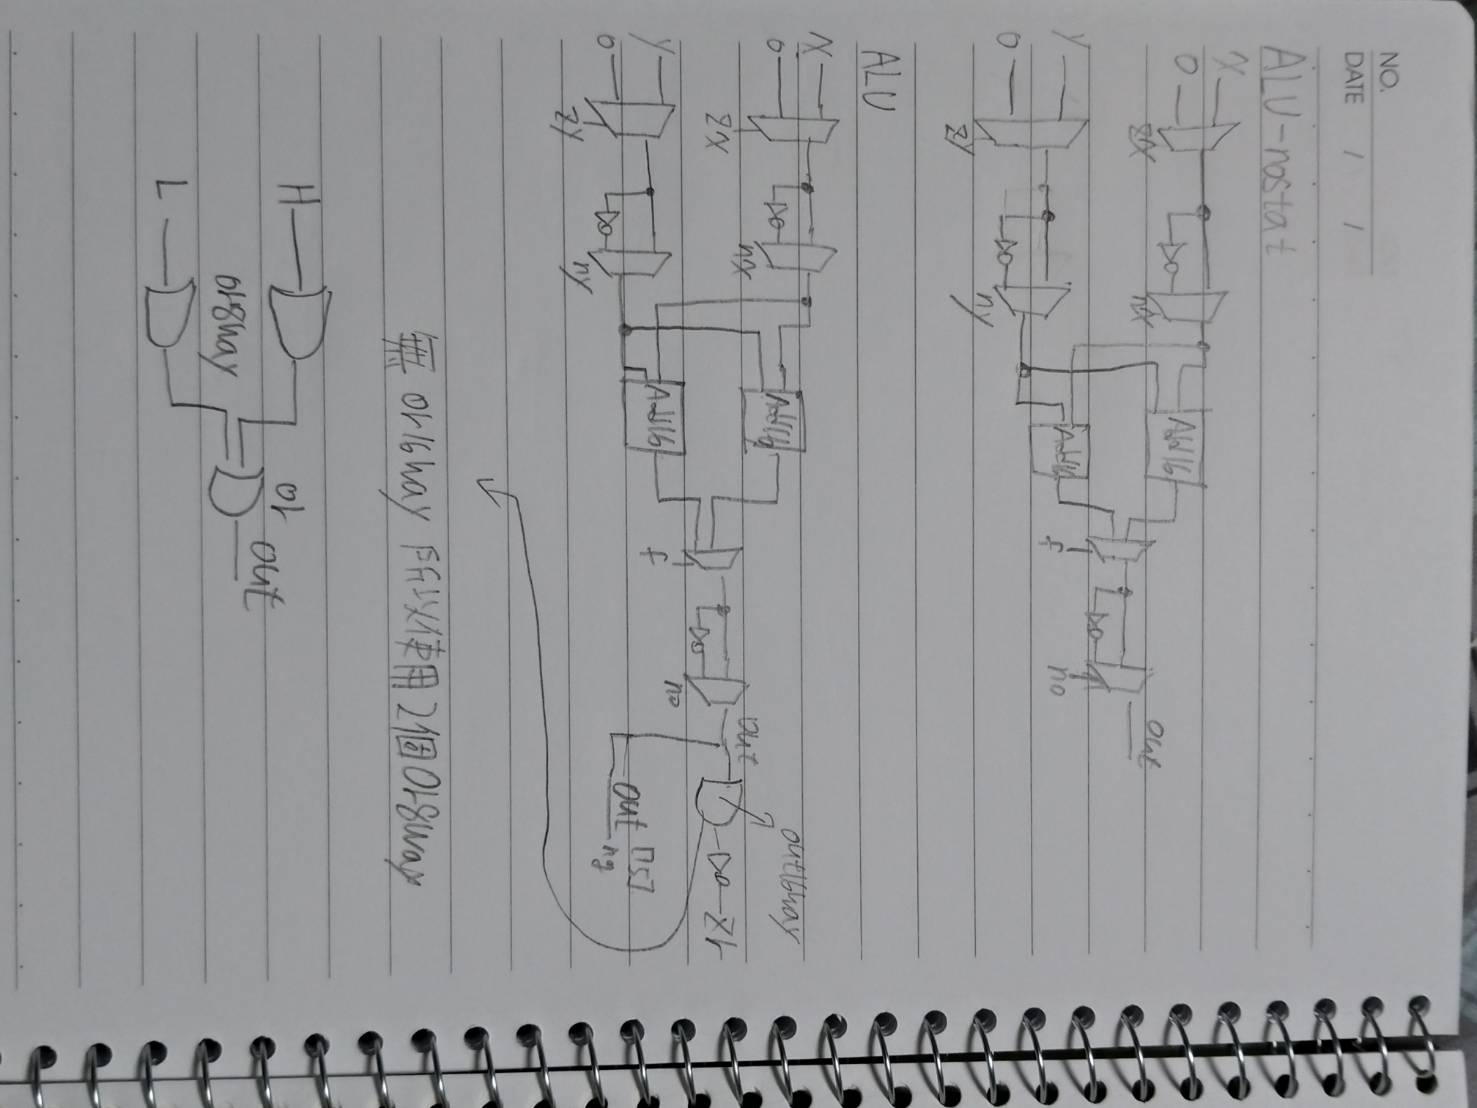 NO.
DATE / /
ALU-nostat
X
0
zx
nx
Add16
out
Y
0
zy
ny
Add16
f
no
ALU
X
0
zx
nx
Add16
out
out16way
zr
Y
0
zy
ny
Add16
f
no
out [15]
ng
無 or16way 所以使用2個Or8way
H
or
out
or8way
L